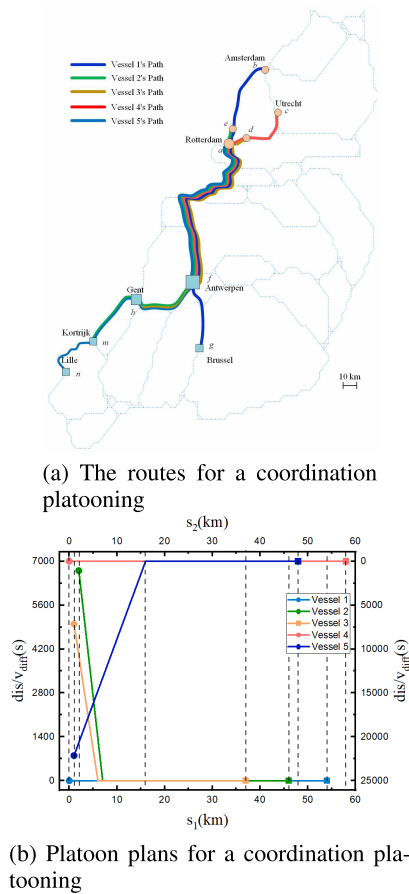 Vessel 1's Path
Vessel 2's Path
Vessel 3's Path
Vessel 4's Path
Vessel 5's Path
Amsterdam
b
Utrecht
c
e
d
Rotterdam
a
f
Antwerpen
Gent
h
Kortrijk
m
Lille
n
g
Brussel
10 km
(a) The routes for a coordination
platooning
s2(km)
0 10 20 30 40 50 60
7000 0
5600 5000
4200 10000
2800 15000
1400 20000
0 25000
dis/vdiff(s)
dis/vdiff(s)
Vessel 1
Vessel 2
Vessel 3
Vessel 4
Vessel 5
0 10 20 30 40 50 60
s1(km)
(b) Platoon plans for a coordination pla-
tooning